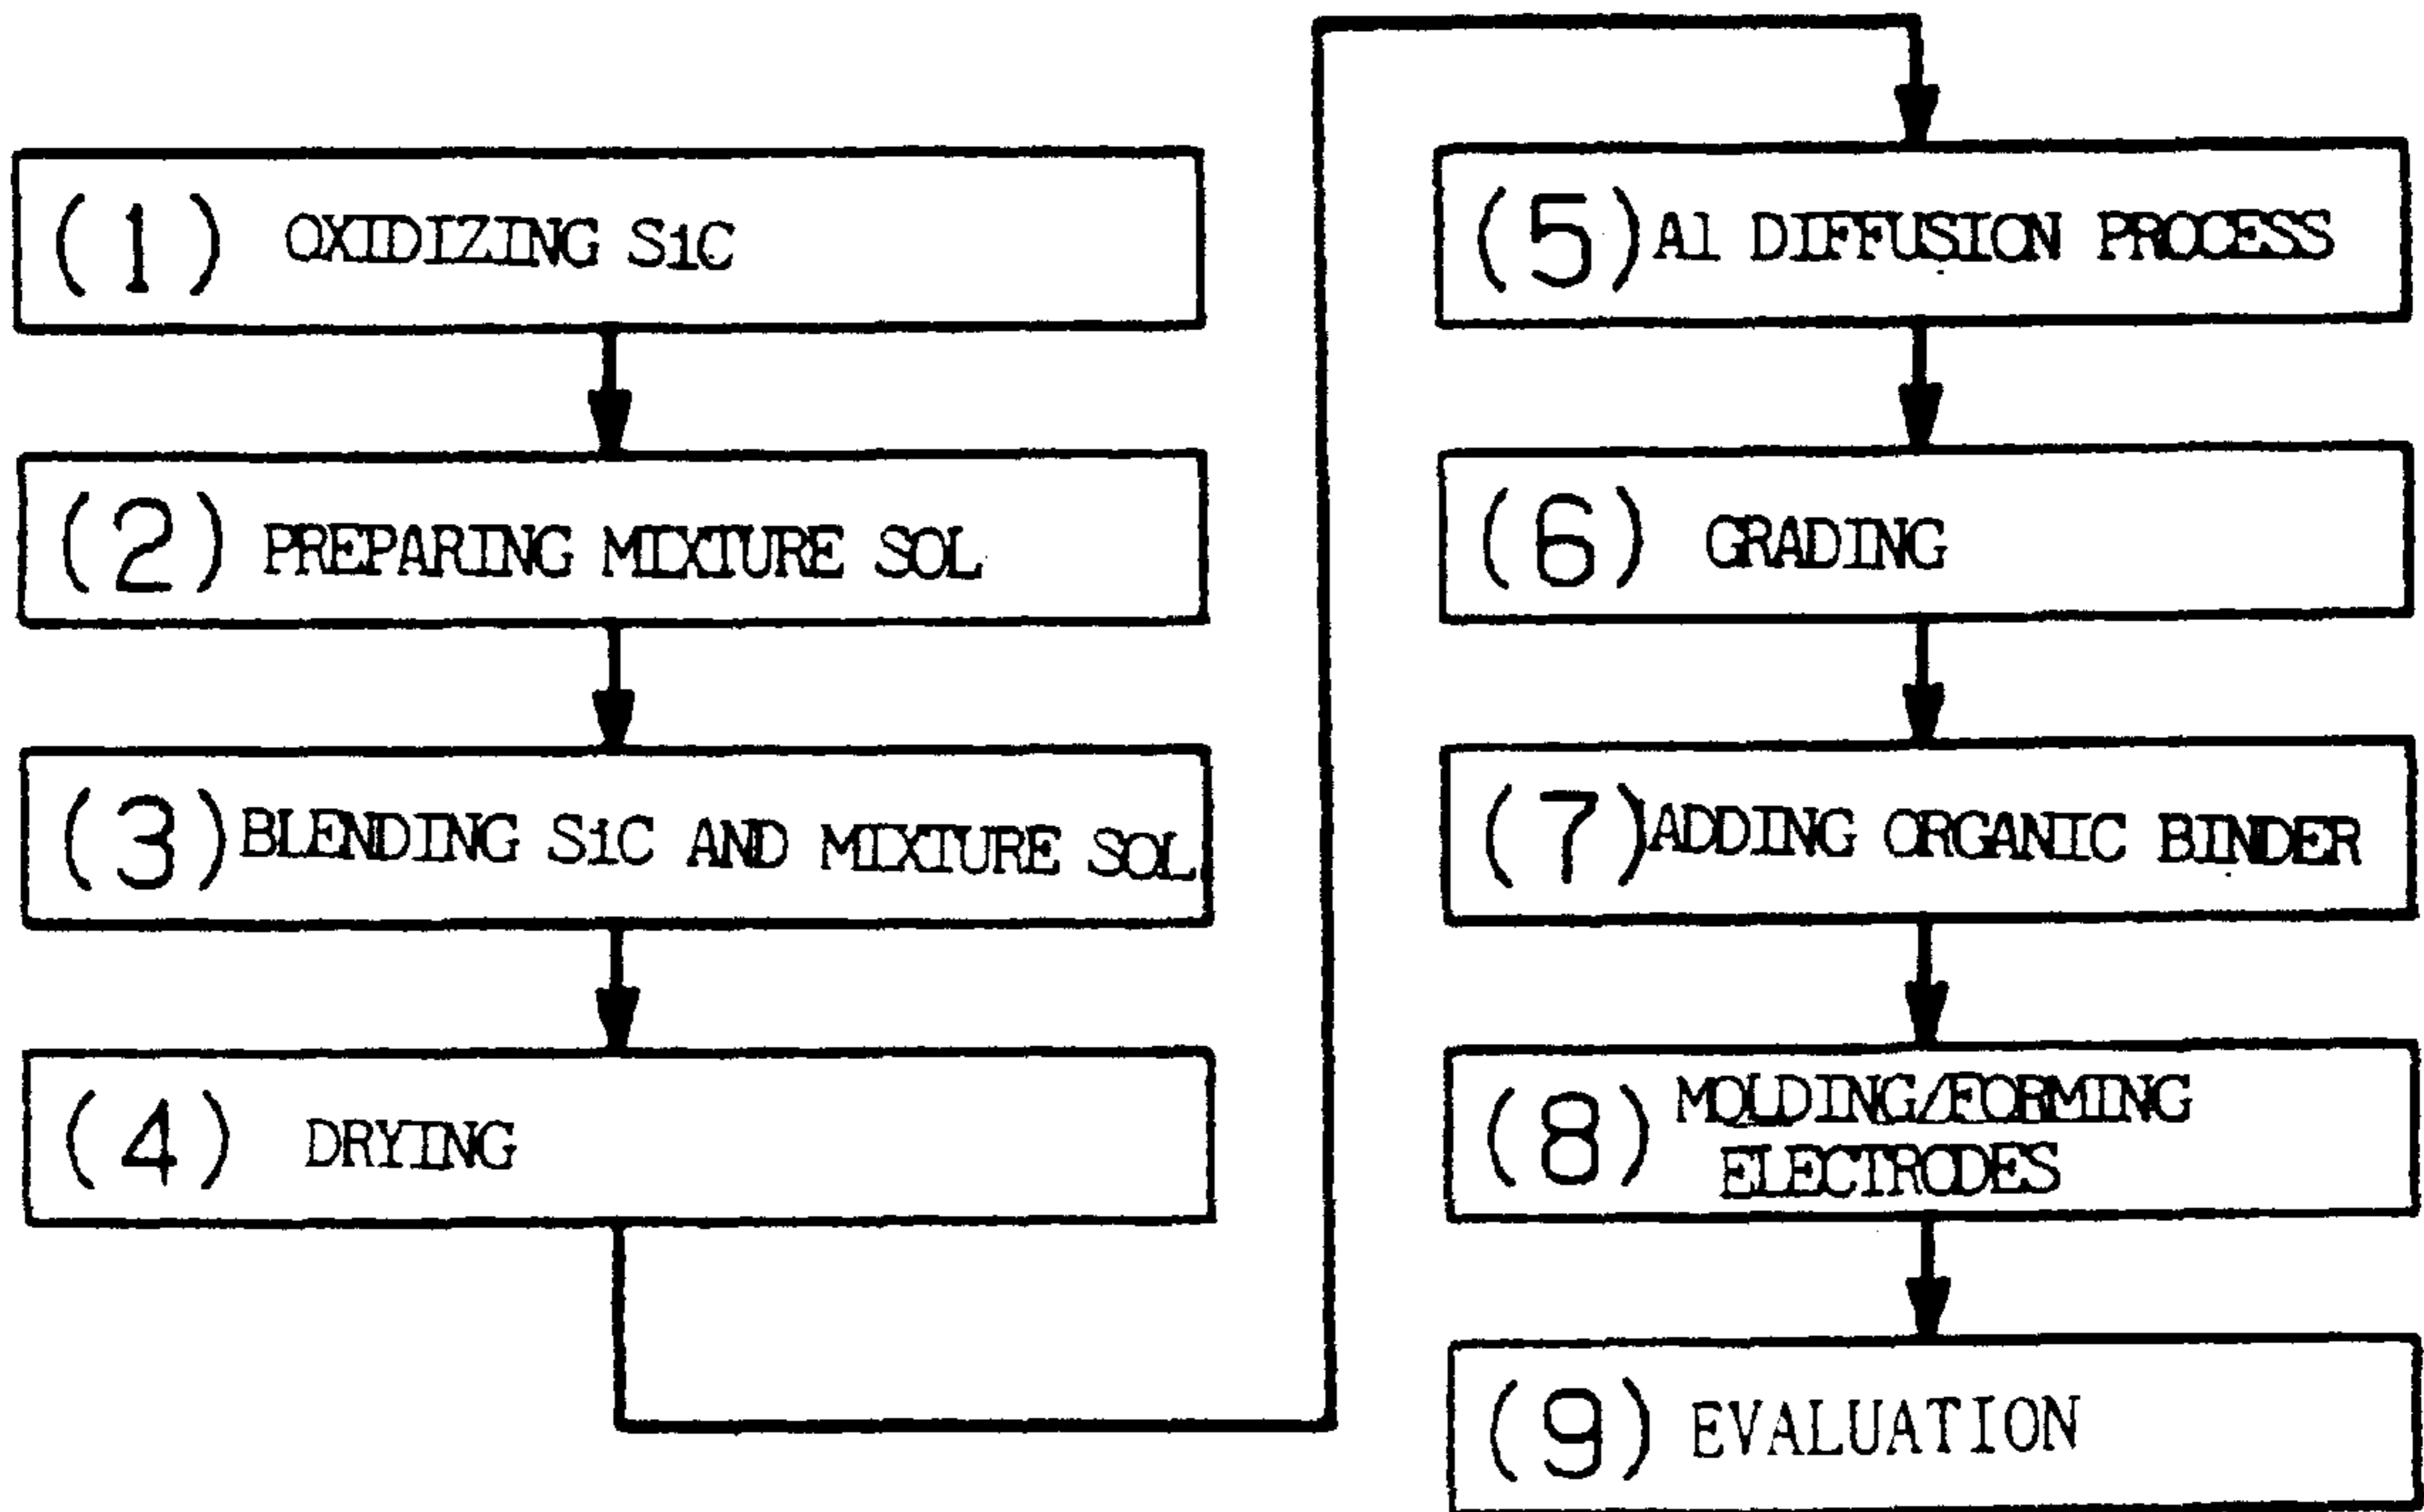 (1) OXIDIZING SiC
(2) PREPARING MIXTURE SOL
(3) BLENDING SiC AND MIXTURE SOL
(4) DRYING
(5) Al DIFFUSION PROCESS
(6) GRADING
(7) ADDING ORGANIC BINDER
(8) MOLDING/FORMING
ELECTRODES
(9) EVALUATION